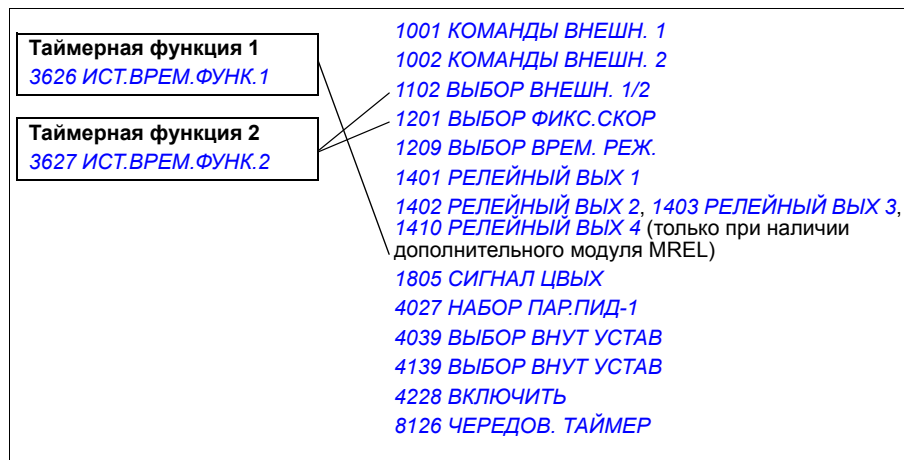 Таймерная функция 1
3626 ИСТ.ВРЕМ.ФУНК.1
Таймерная функция 2
3627 ИСТ.ВРЕМ.ФУНК.2
1001 КОМАНДЫ ВНЕШН. 1
1002 КОМАНДЫ ВНЕШН. 2
1102 ВЫБОР ВНЕШН. 1/2
1201 ВЫБОР ФИКС.СКОР
1209 ВЫБОР ВРЕМ. РЕЖ.
1401 РЕЛЕЙНЫЙ ВЫХ 1
1402 РЕЛЕЙНЫЙ ВЫХ 2, 1403 РЕЛЕЙНЫЙ ВЫХ 3,
1410 РЕЛЕЙНЫЙ ВЫХ 4 (только при наличии
дополнительного модуля MREL)
1805 СИГНАЛ ЦВЫХ
4027 НАБОР ПАР.ПИД-1
4039 ВЫБОР ВНУТ УСТАВ
4139 ВЫБОР ВНУТ УСТАВ
4228 ВКЛЮЧИТЬ
8126 ЧЕРЕДОВ. ТАЙМЕР